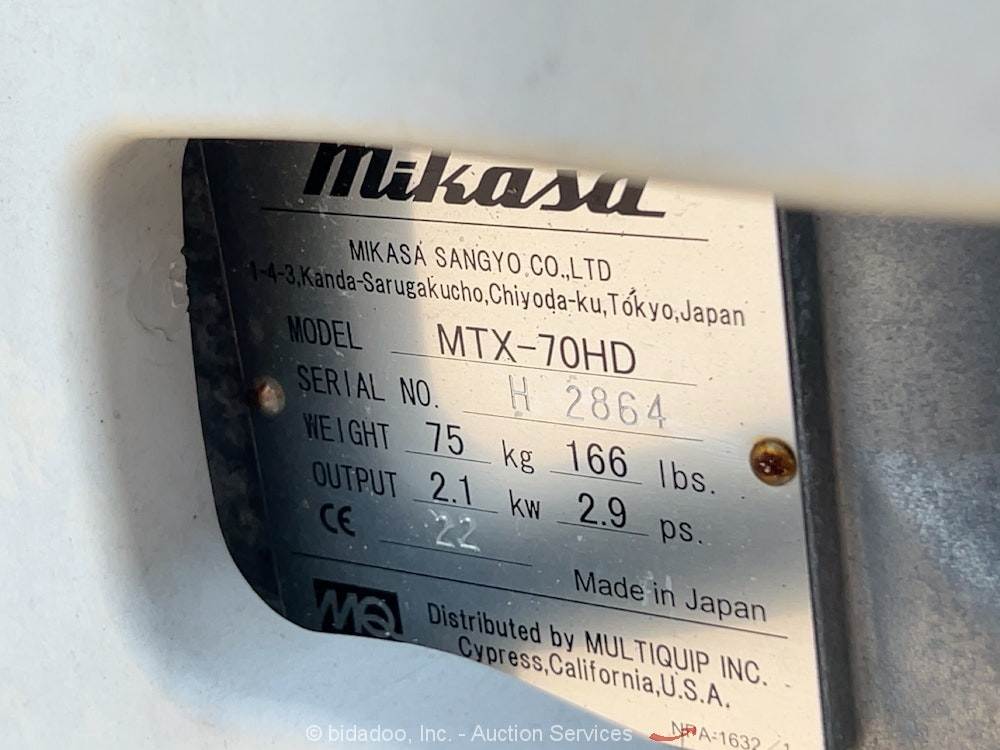 mikasa
MIKASA SANGYO CO.,LTD
1-4-3,Kanda-Sarugakucho,Chiyoda-ku,Tokyo,Japan
MODEL MTX-70HD
SERIAL NO. H 2864
WEIGHT 75 kg 166 lbs.
OUTPUT 2.1 kw 2.9 ps.
CE 22
Made in Japan
MQ Distributed by MULTIQUIP INC.
Cypress,California,U.S.A.
NPA-1632
© bidadoo, Inc. - Auction Services